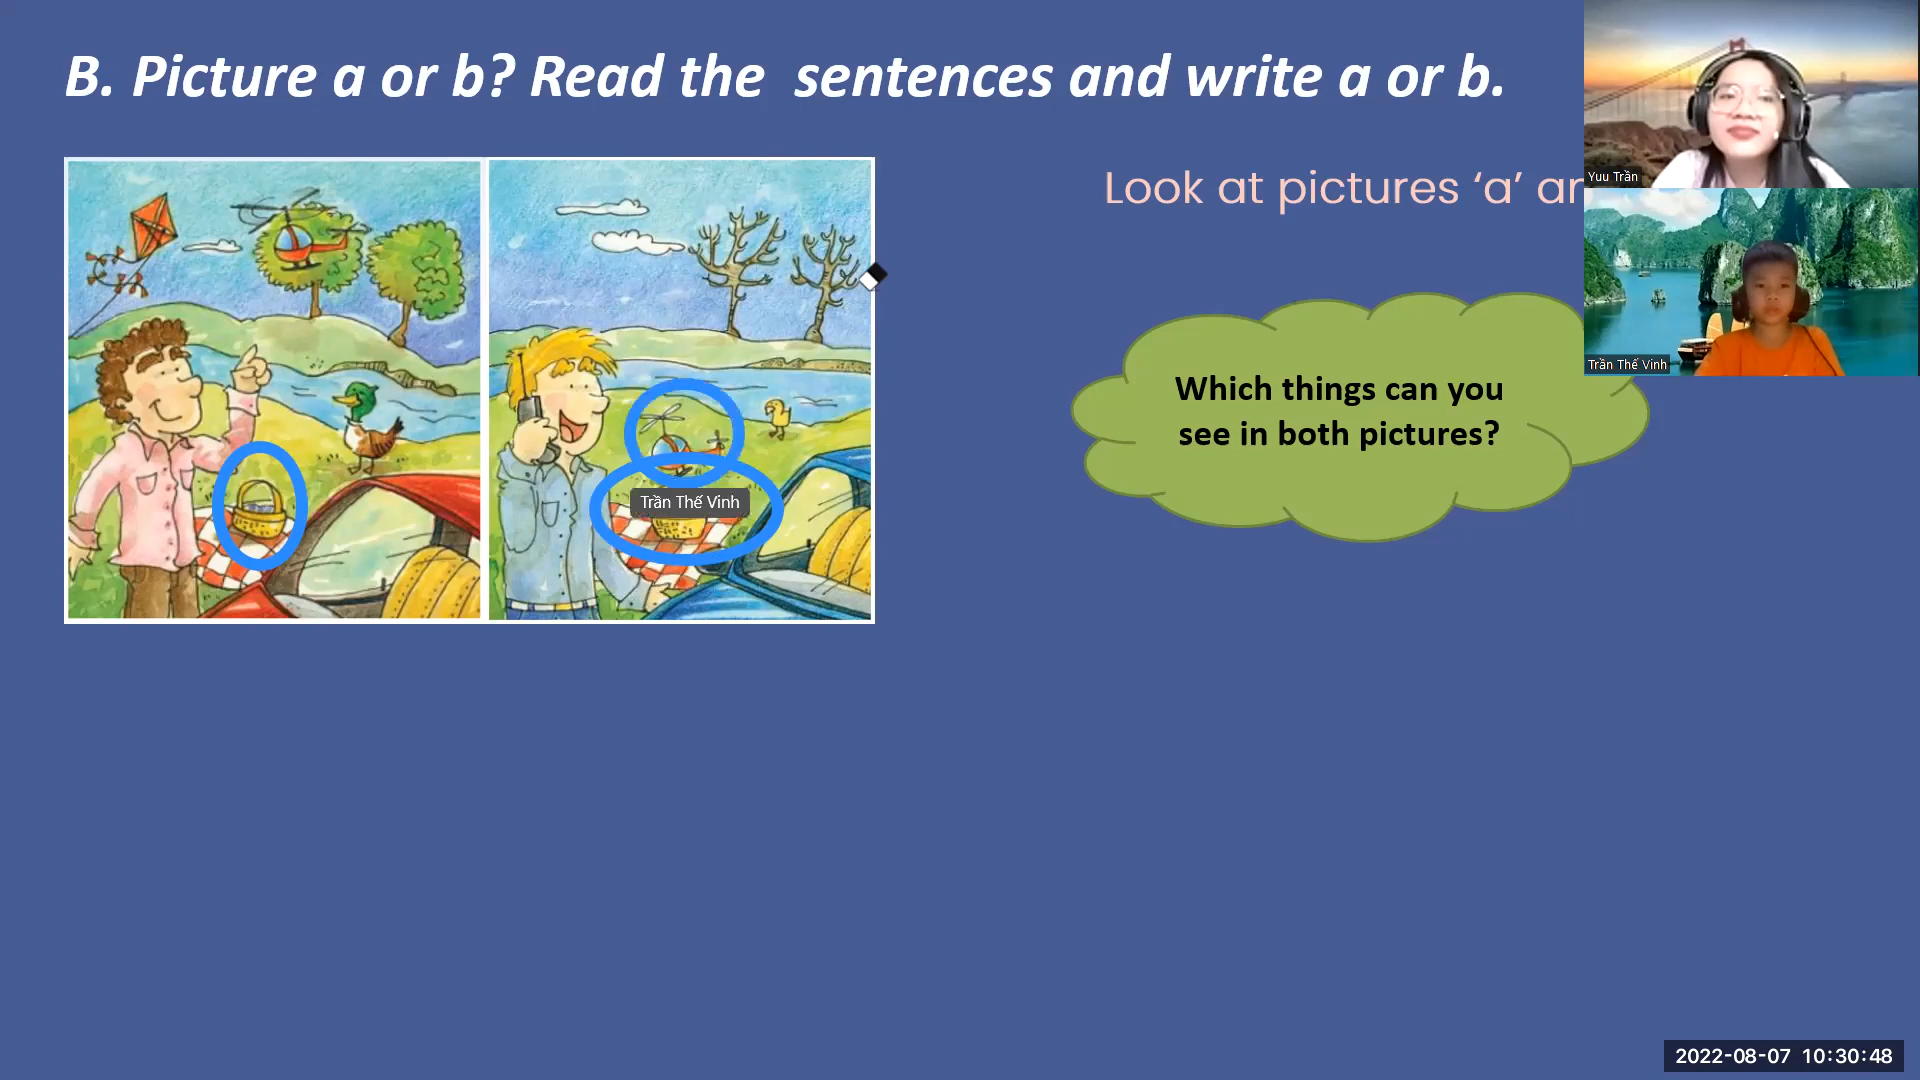 B. Picture a or b? Read the sentences and write a or b.
Look at pictures ‘a’
Which things can you
see in both pictures?
Yuu Trần
Trần Thế Vinh
Trần Thế Vinh
2022-08-07 10:30:48